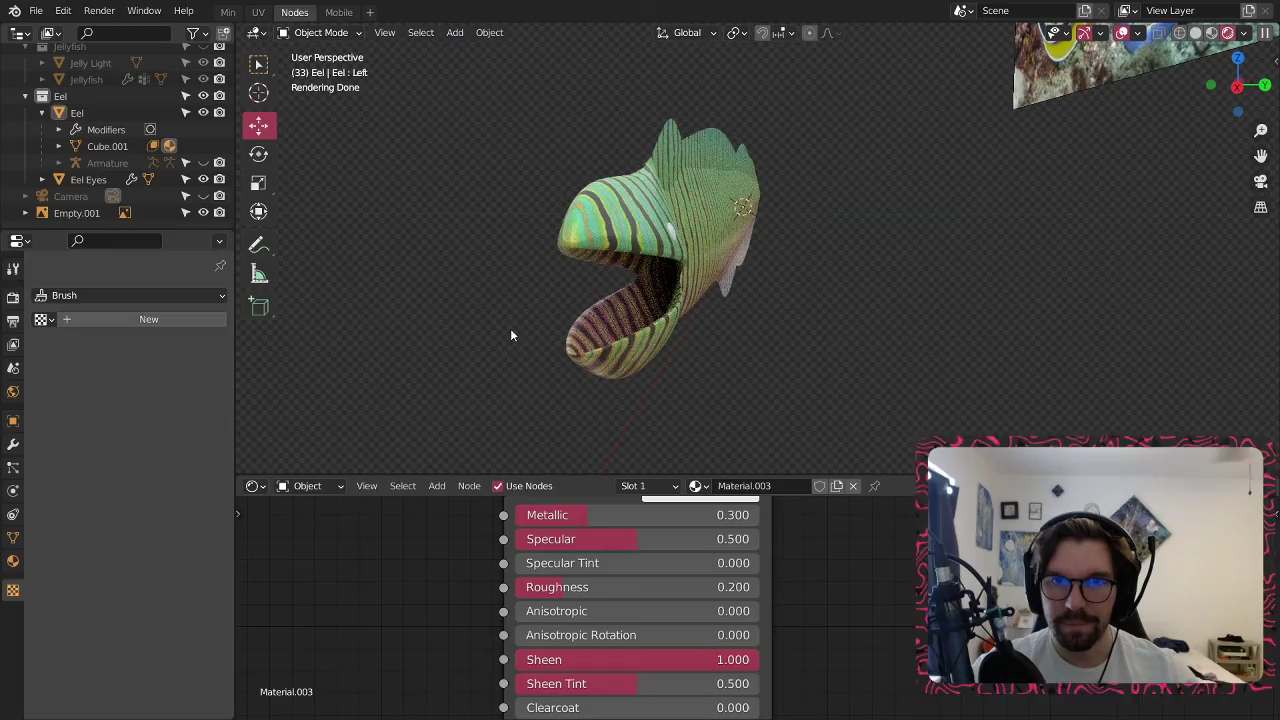 File Edit Render Window Help Min UV Nodes Mobile Scene View Layer
Object Mode View Select Add Object Global
Jellyfish
Jelly Light
Jellyfish
Eel
Eel
Modifiers
Cube.001
Armature
Eel Eyes
Camera
Empty.001
Brush
New
User Perspective
(33) Eel | Eel : Left
Rendering Done
Z
Y
X
Object View Select Add Node Use Nodes Slot 1 Material.003
Metallic 0.300
Specular 0.500
Specular Tint 0.000
Roughness 0.200
Anisotropic 0.000
Anisotropic Rotation 0.000
Sheen 1.000
Sheen Tint 0.500
Clearcoat 0.000
Material.003